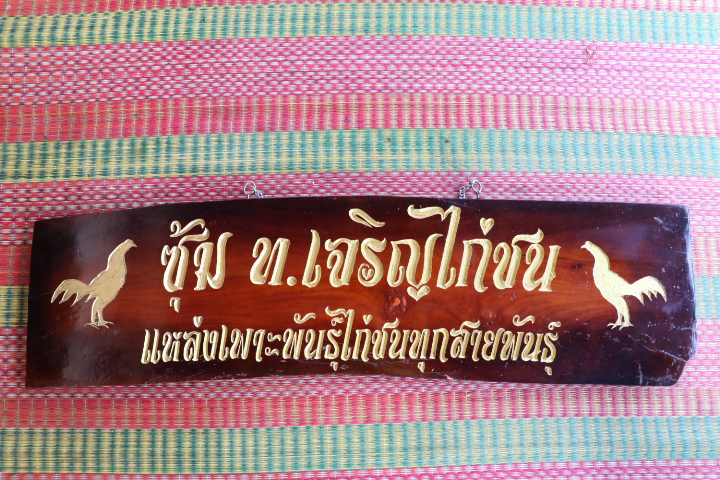 ซุ้ม ท.เจริญไก่ชน
แหล่งเพาะพันธุ์ไก่ชนทุกสายพันธุ์